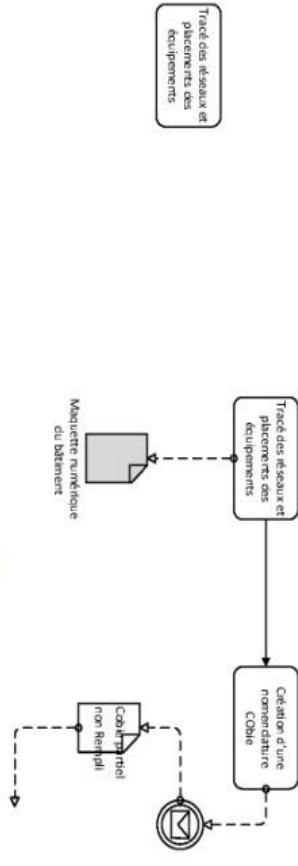 Tracé des réseaux et
placements des
équipements
Tracé des réseaux et
placements des
équipements
Maquette numérique
du bâtiment
Création d'une
nomenclature
CObie
Cobie partiel
non Rempli